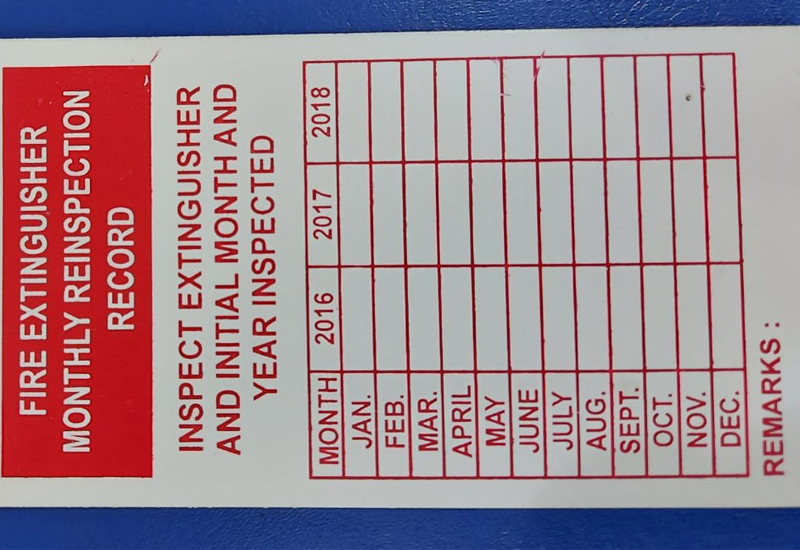 FIRE EXTINGUISHER
MONTHLY REINSPECTION
RECORD
INSPECT EXTINGUISHER
AND INITIAL MONTH AND
YEAR INSPECTED
MONTH 2016 2017 2018
JAN.
FEB.
MAR.
APRIL
MAY
JUNE
JULY
AUG.
SEPT.
OCT.
NOV.
DEC.
REMARKS :